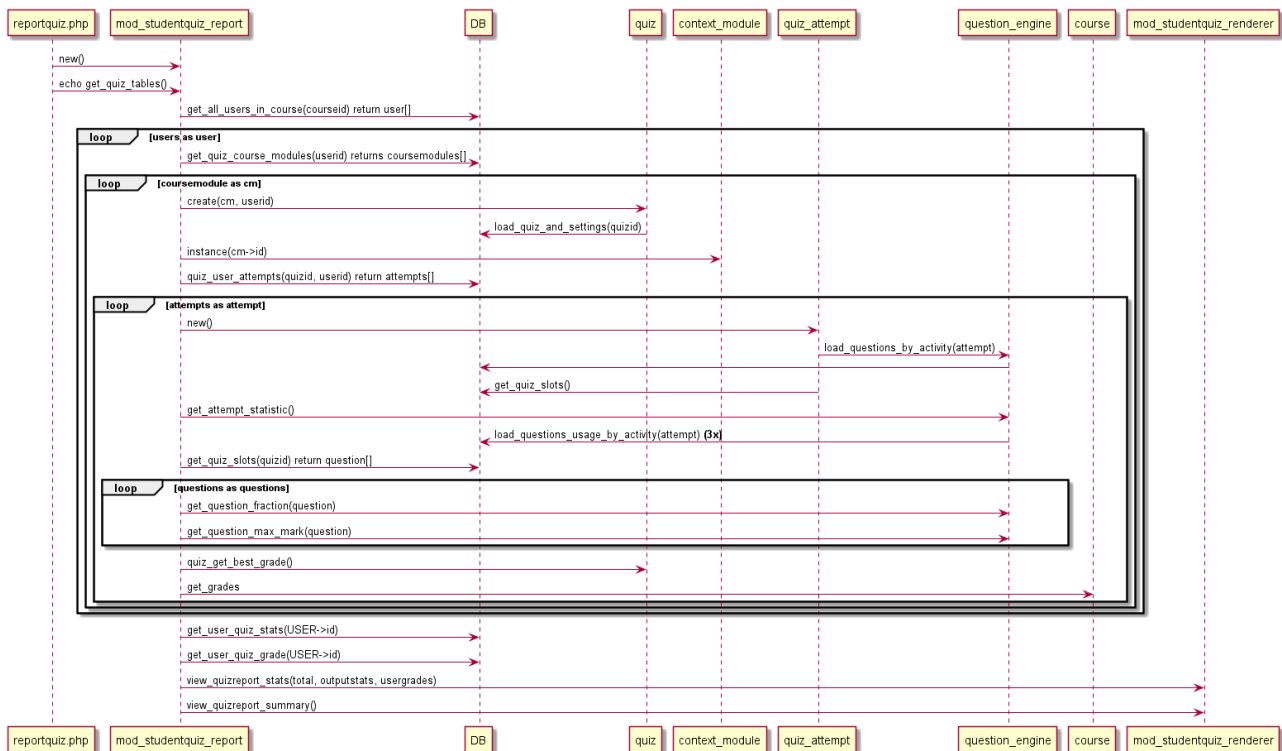 reportquiz.php mod_studentquiz_report DB quiz context_module quiz_attempt question_engine course mod_studentquiz_renderer
new()
echo get_quiz_tables()
get_all_users_in_course(courseid) return user[]
loop [users as user]
get_quiz_course_modules(userid) returns coursemodules[]
loop [coursemodule as cm]
create(cm, userid)
load_quiz_and_settings(quizid)
instance(cm->id)
quiz_user_attempts(quizid, userid) return attempts[]
loop [attempts as attempt]
new()
load_questions_by_activity(attempt)
get_quiz_slots()
get_attempt_statistic()
load_questions_usage_by_activity(attempt) (3x)
get_quiz_slots(quizid) return question[]
loop [questions as questions]
get_question_fraction(question)
get_question_max_mark(question)
quiz_get_best_grade()
get_grades
get_user_quiz_stats(USER->id)
get_user_quiz_grade(USER->id)
view_quizreport_stats(total, outputstats, usergrades)
view_quizreport_summary()
reportquiz.php mod_studentquiz_report DB quiz context_module quiz_attempt question_engine course mod_studentquiz_renderer